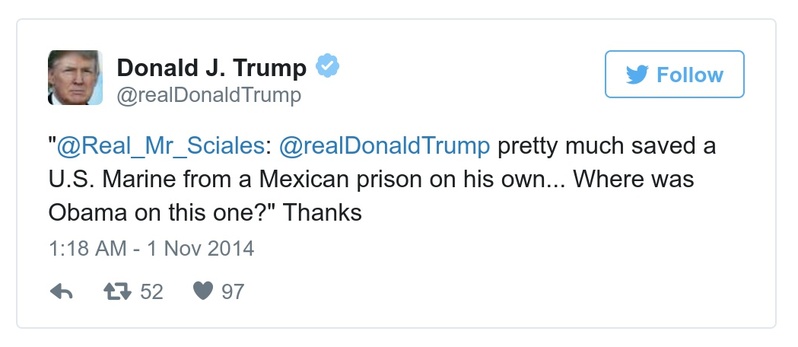 Donald J. Trump
@realDonaldTrump
Follow
"@Real_Mr_Sciales: @realDonaldTrump pretty much saved a
U.S. Marine from a Mexican prison on his own... Where was
Obama on this one?" Thanks
1:18 AM - 1 Nov 2014
52 97